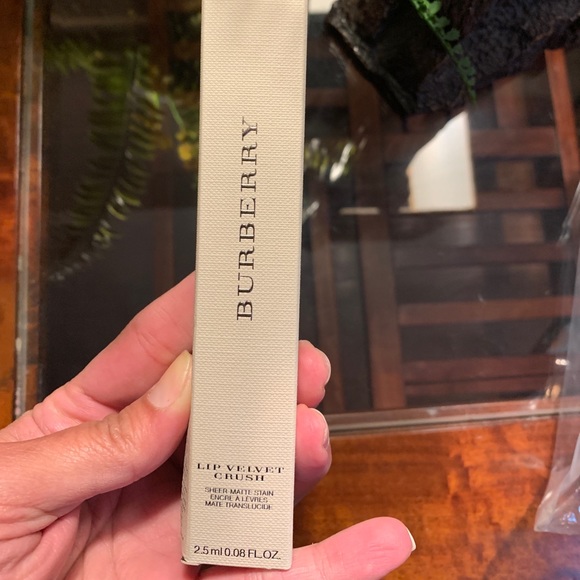 BURBERRY
LIP VELVET
CRUSH
SHEER MATTE STAIN
ENCRE À LÈVRES
MATE TRANSLUCIDE
2.5 ml 0.08 FL.OZ.